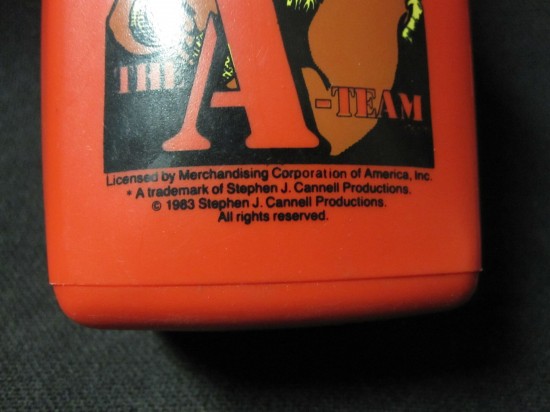 THE A-TEAM
Licensed by Merchandising Corporation of America, Inc.
* A trademark of Stephen J. Cannell Productions.
© 1983 Stephen J. Cannell Productions.
All rights reserved.